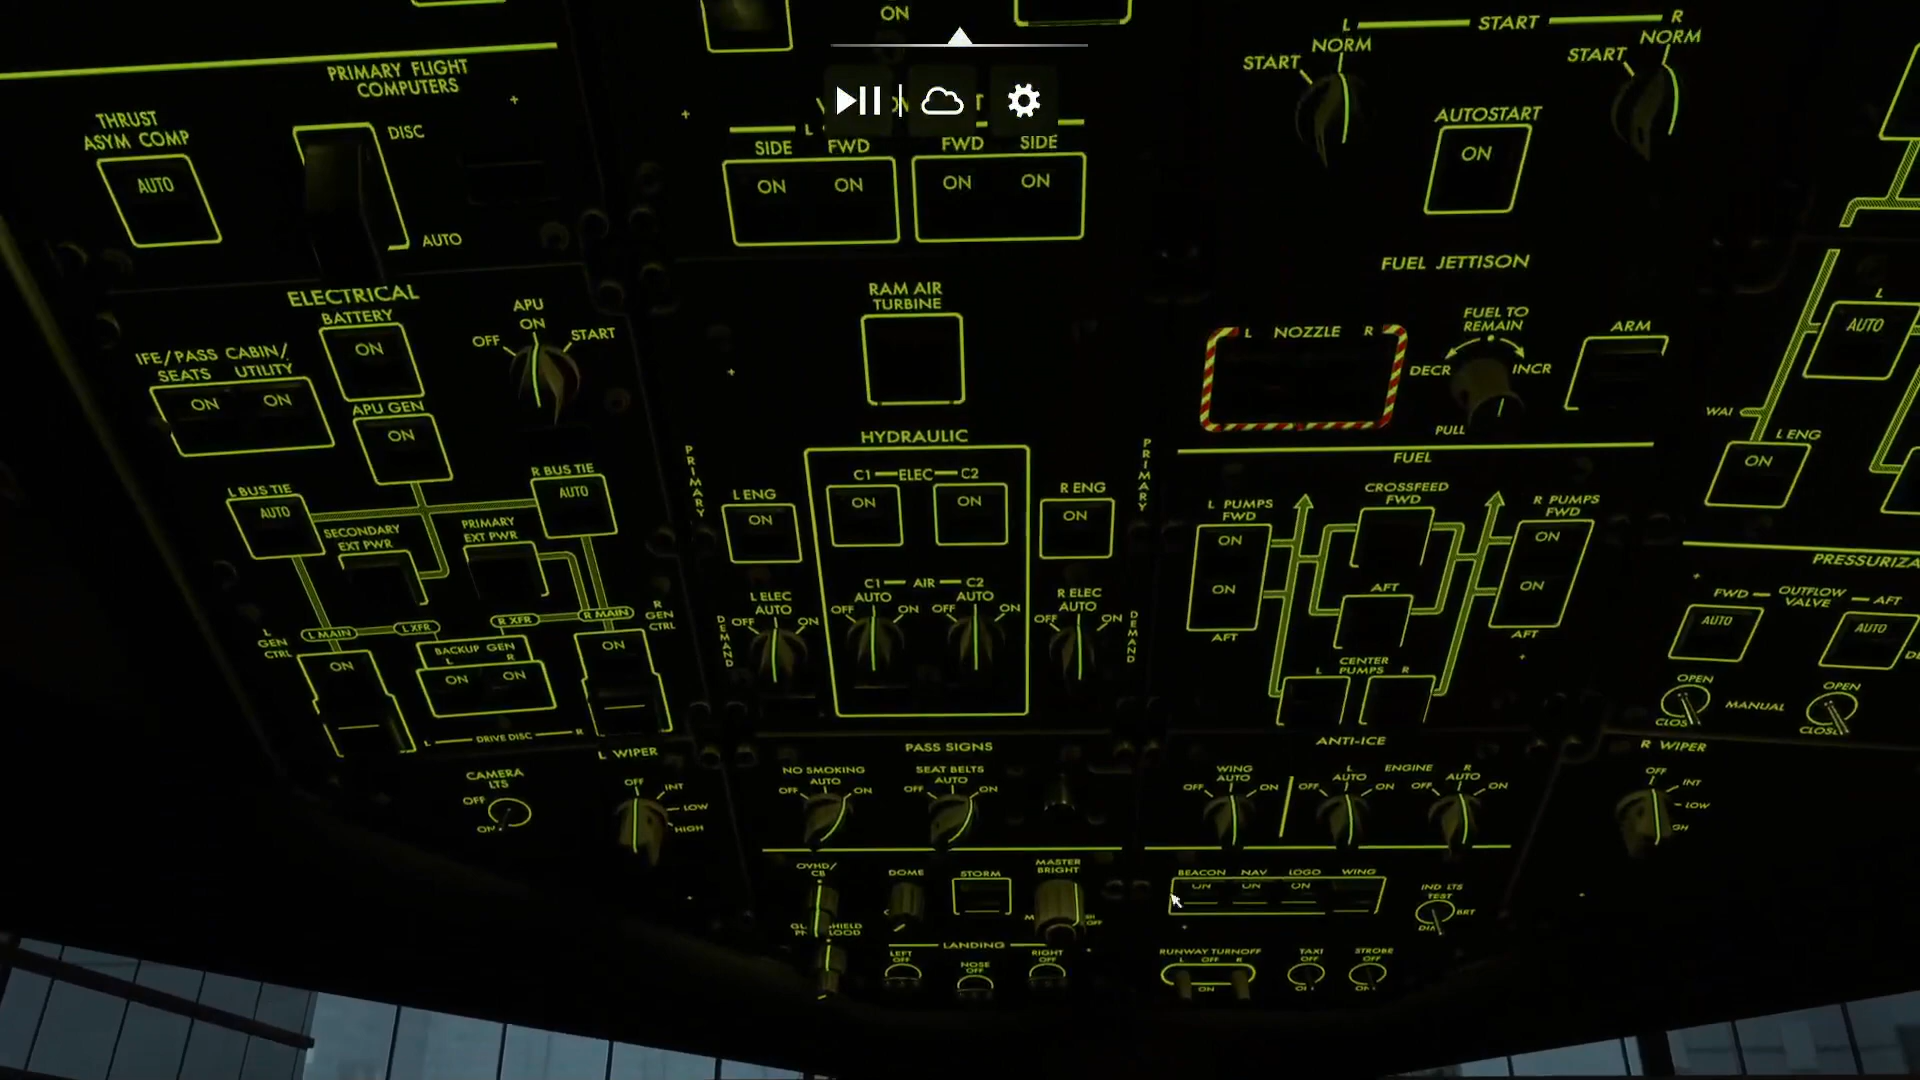 ON
L START R
NORM
NORM
START
START
PRIMARY FLIGHT
COMPUTERS
THRUST
ASYM COMP
DISC
AUTO
AUTO
L
SIDE FWD
FWD SIDE
ON ON
ON ON
AUTOSTART
ON
FUEL JETTISON
ELECTRICAL
BATTERY
ON
APU
ON
OFF
START
RAM AIR
TURBINE
L NOZZLE R
FUEL TO
REMAIN
DECR
INCR
PULL
ARM
L
AUTO
IFE/PASS CABIN/
SEATS UTILITY
ON ON
APU GEN
ON
WAI
L ENG
ON
HYDRAULIC
PRIMARY
PRIMARY
C1 ELEC C2
ON
ON
L ENG
ON
R ENG
ON
FUEL
L BUS TIE
AUTO
R BUS TIE
AUTO
SECONDARY
EXT PWR
PRIMARY
EXT PWR
CROSSFEED
FWD
L PUMPS
FWD
ON
ON
AFT
R PUMPS
FWD
ON
ON
AFT
AFT
CENTER
L PUMPS R
C1 AIR C2
AUTO
AUTO
OFF ON
OFF ON
L ELEC
AUTO
OFF ON
R ELEC
AUTO
OFF ON
DEMAND
DEMAND
PRESSURIZA
FWD OUTFLOW AFT
VALVE
AUTO
AUTO
OPEN
OPEN
MANUAL
CLOS
CLOSE
L MAIN
L XFR
R XFR
R MAIN
L
GEN
CTRL
R
GEN
CTRL
ON
BACKUP GEN
L R
ON ON
ON
L DRIVE DISC R
CAMERA
LTS
OFF
ON
L WIPER
OFF
INT
LOW
HIGH
PASS SIGNS
NO SMOKING
AUTO
OFF ON
SEAT BELTS
AUTO
OFF ON
ANTI-ICE
WING
AUTO
OFF ON
L ENGINE R
AUTO AUTO
OFF ON
OFF ON
R WIPER
OFF
INT
LOW
OVHD/
CB
DOME
STORM
MASTER
BRIGHT
BEACON NAV LOGO WING
ON ON ON
IND LTS
TEST
BRT
LANDING
LEFT
OFF
NOSE
OFF
RIGHT
OFF
RUNWAY TURNOFF
L OFF R
ON
TAXI
OFF
STROBE
OFF